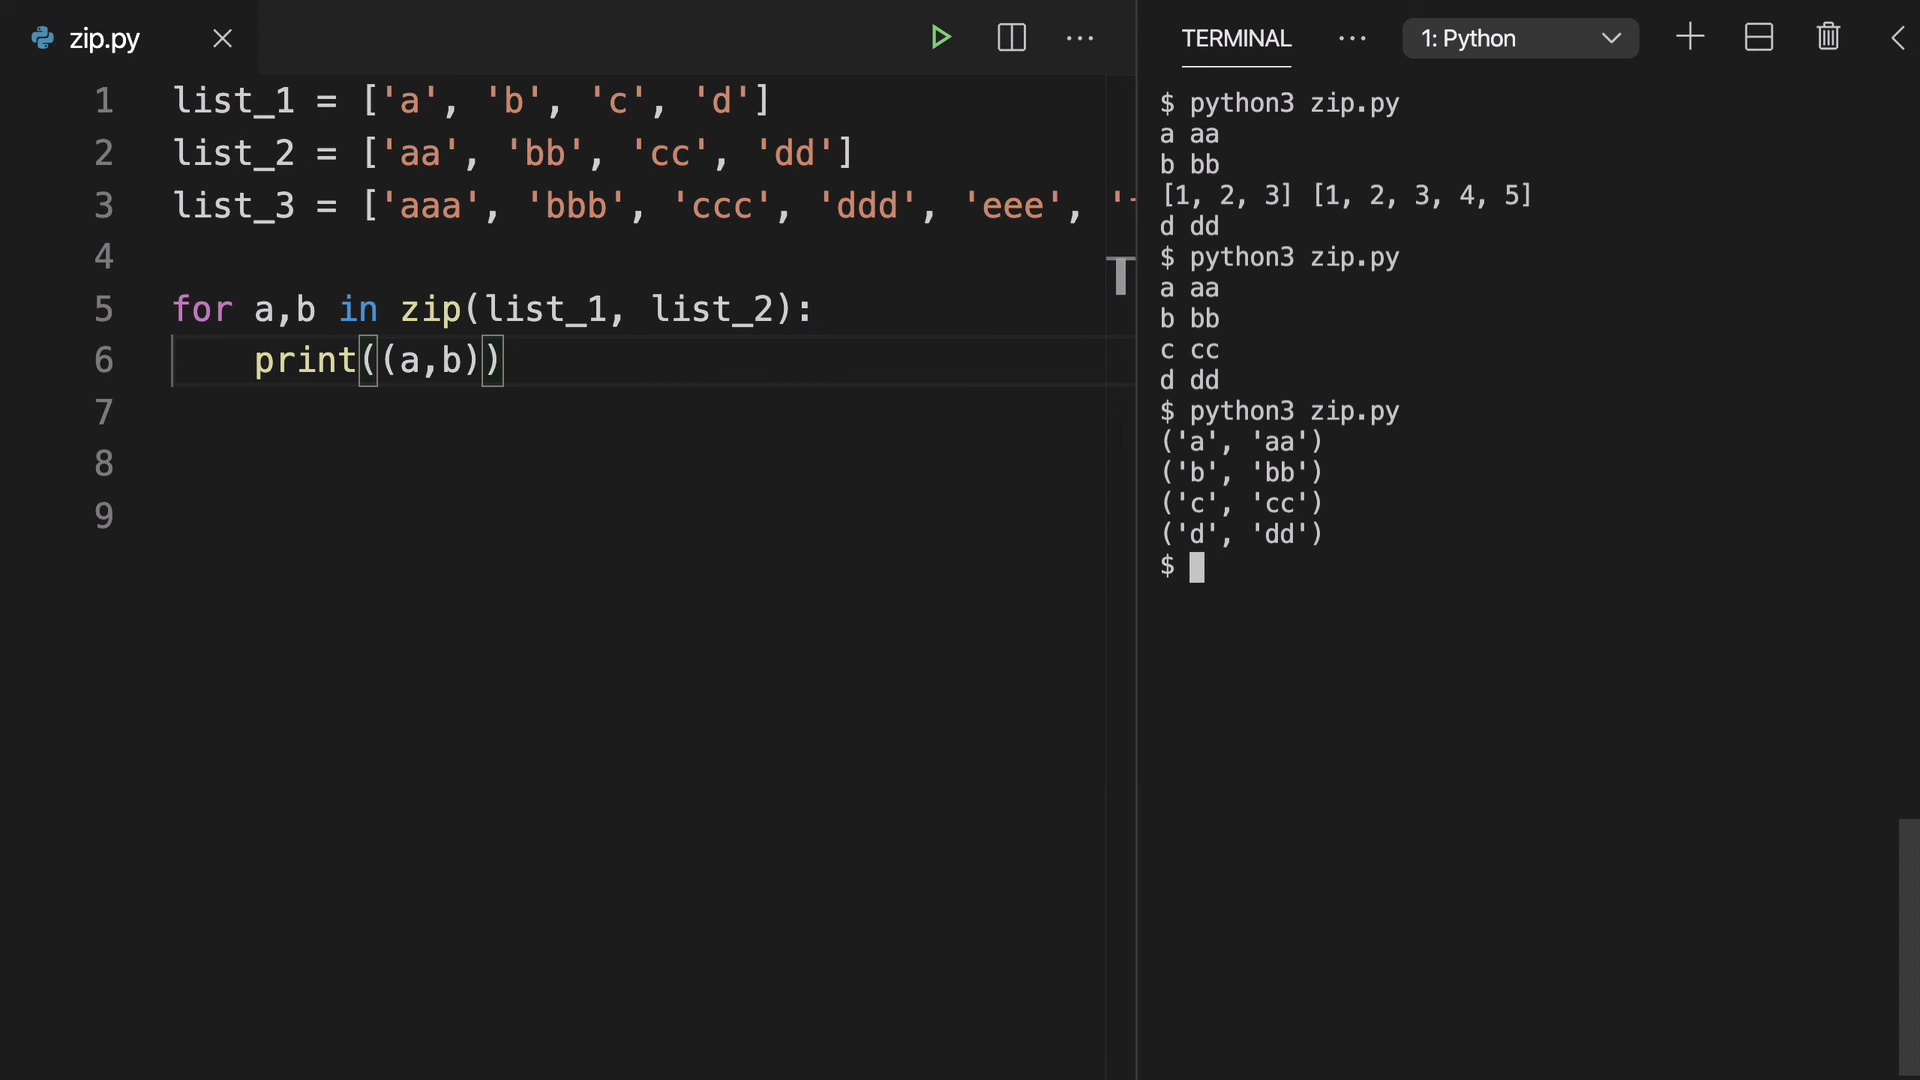 zip.py
1 list_1 = ['a', 'b', 'c', 'd']
2 list_2 = ['aa', 'bb', 'cc', 'dd']
3 list_3 = ['aaa', 'bbb', 'ccc', 'ddd', 'eee', '
4
5 for a,b in zip(list_1, list_2):
6     print((a,b))
7
8
9
TERMINAL ··· 1: Python
$ python3 zip.py
a aa
b bb
[1, 2, 3] [1, 2, 3, 4, 5]
d dd
$ python3 zip.py
a aa
b bb
c cc
d dd
$ python3 zip.py
('a', 'aa')
('b', 'bb')
('c', 'cc')
('d', 'dd')
$